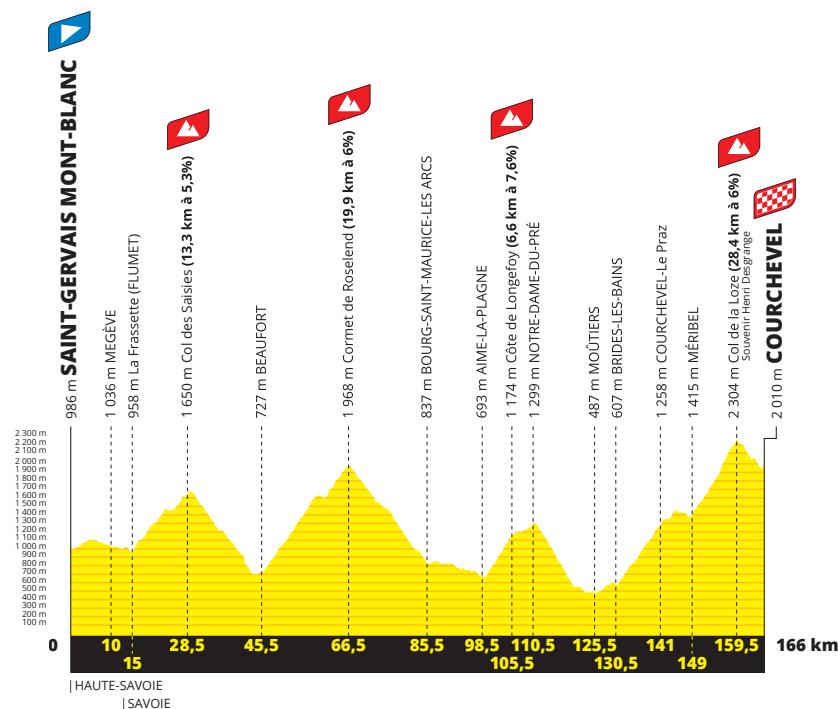 986 m SAINT-GERVAIS MONT-BLANC
1 036 m MEGÈVE
958 m La Frassette (FLUMET)
1 650 m Col des Saisies (13,3 km à 5,3%)
727 m BEAUFORT
1 968 m Cormet de Roselend (19,9 km à 6%)
837 m BOURG-SAINT-MAURICE-LES ARCS
693 m AIME-LA-PLAGNE
1 174 m Côte de Longefoy (6,6 km à 7,6%)
1 299 m NOTRE-DAME-DU-PRÉ
487 m MOÛTIERS
607 m BRIDES-LES-BAINS
1 258 m COURCHEVEL-Le Praz
1 415 m MÉRIBEL
2 304 m Col de la Loze (28,4 km à 6%)
Souvenir Henri Desgrange
2 010 m COURCHEVEL
2 300 m
2 200 m
2 100 m
2 000 m
1 900 m
1 800 m
1 700 m
1 600 m
1 500 m
1 400 m
1 300 m
1 200 m
1 100 m
1 000 m
900 m
800 m
700 m
600 m
500 m
400 m
300 m
200 m
100 m
0 10 28,5 45,5 66,5 85,5 98,5 110,5 125,5 141 159,5 166 km
15 105,5 130,5 149
HAUTE-SAVOIE
SAVOIE